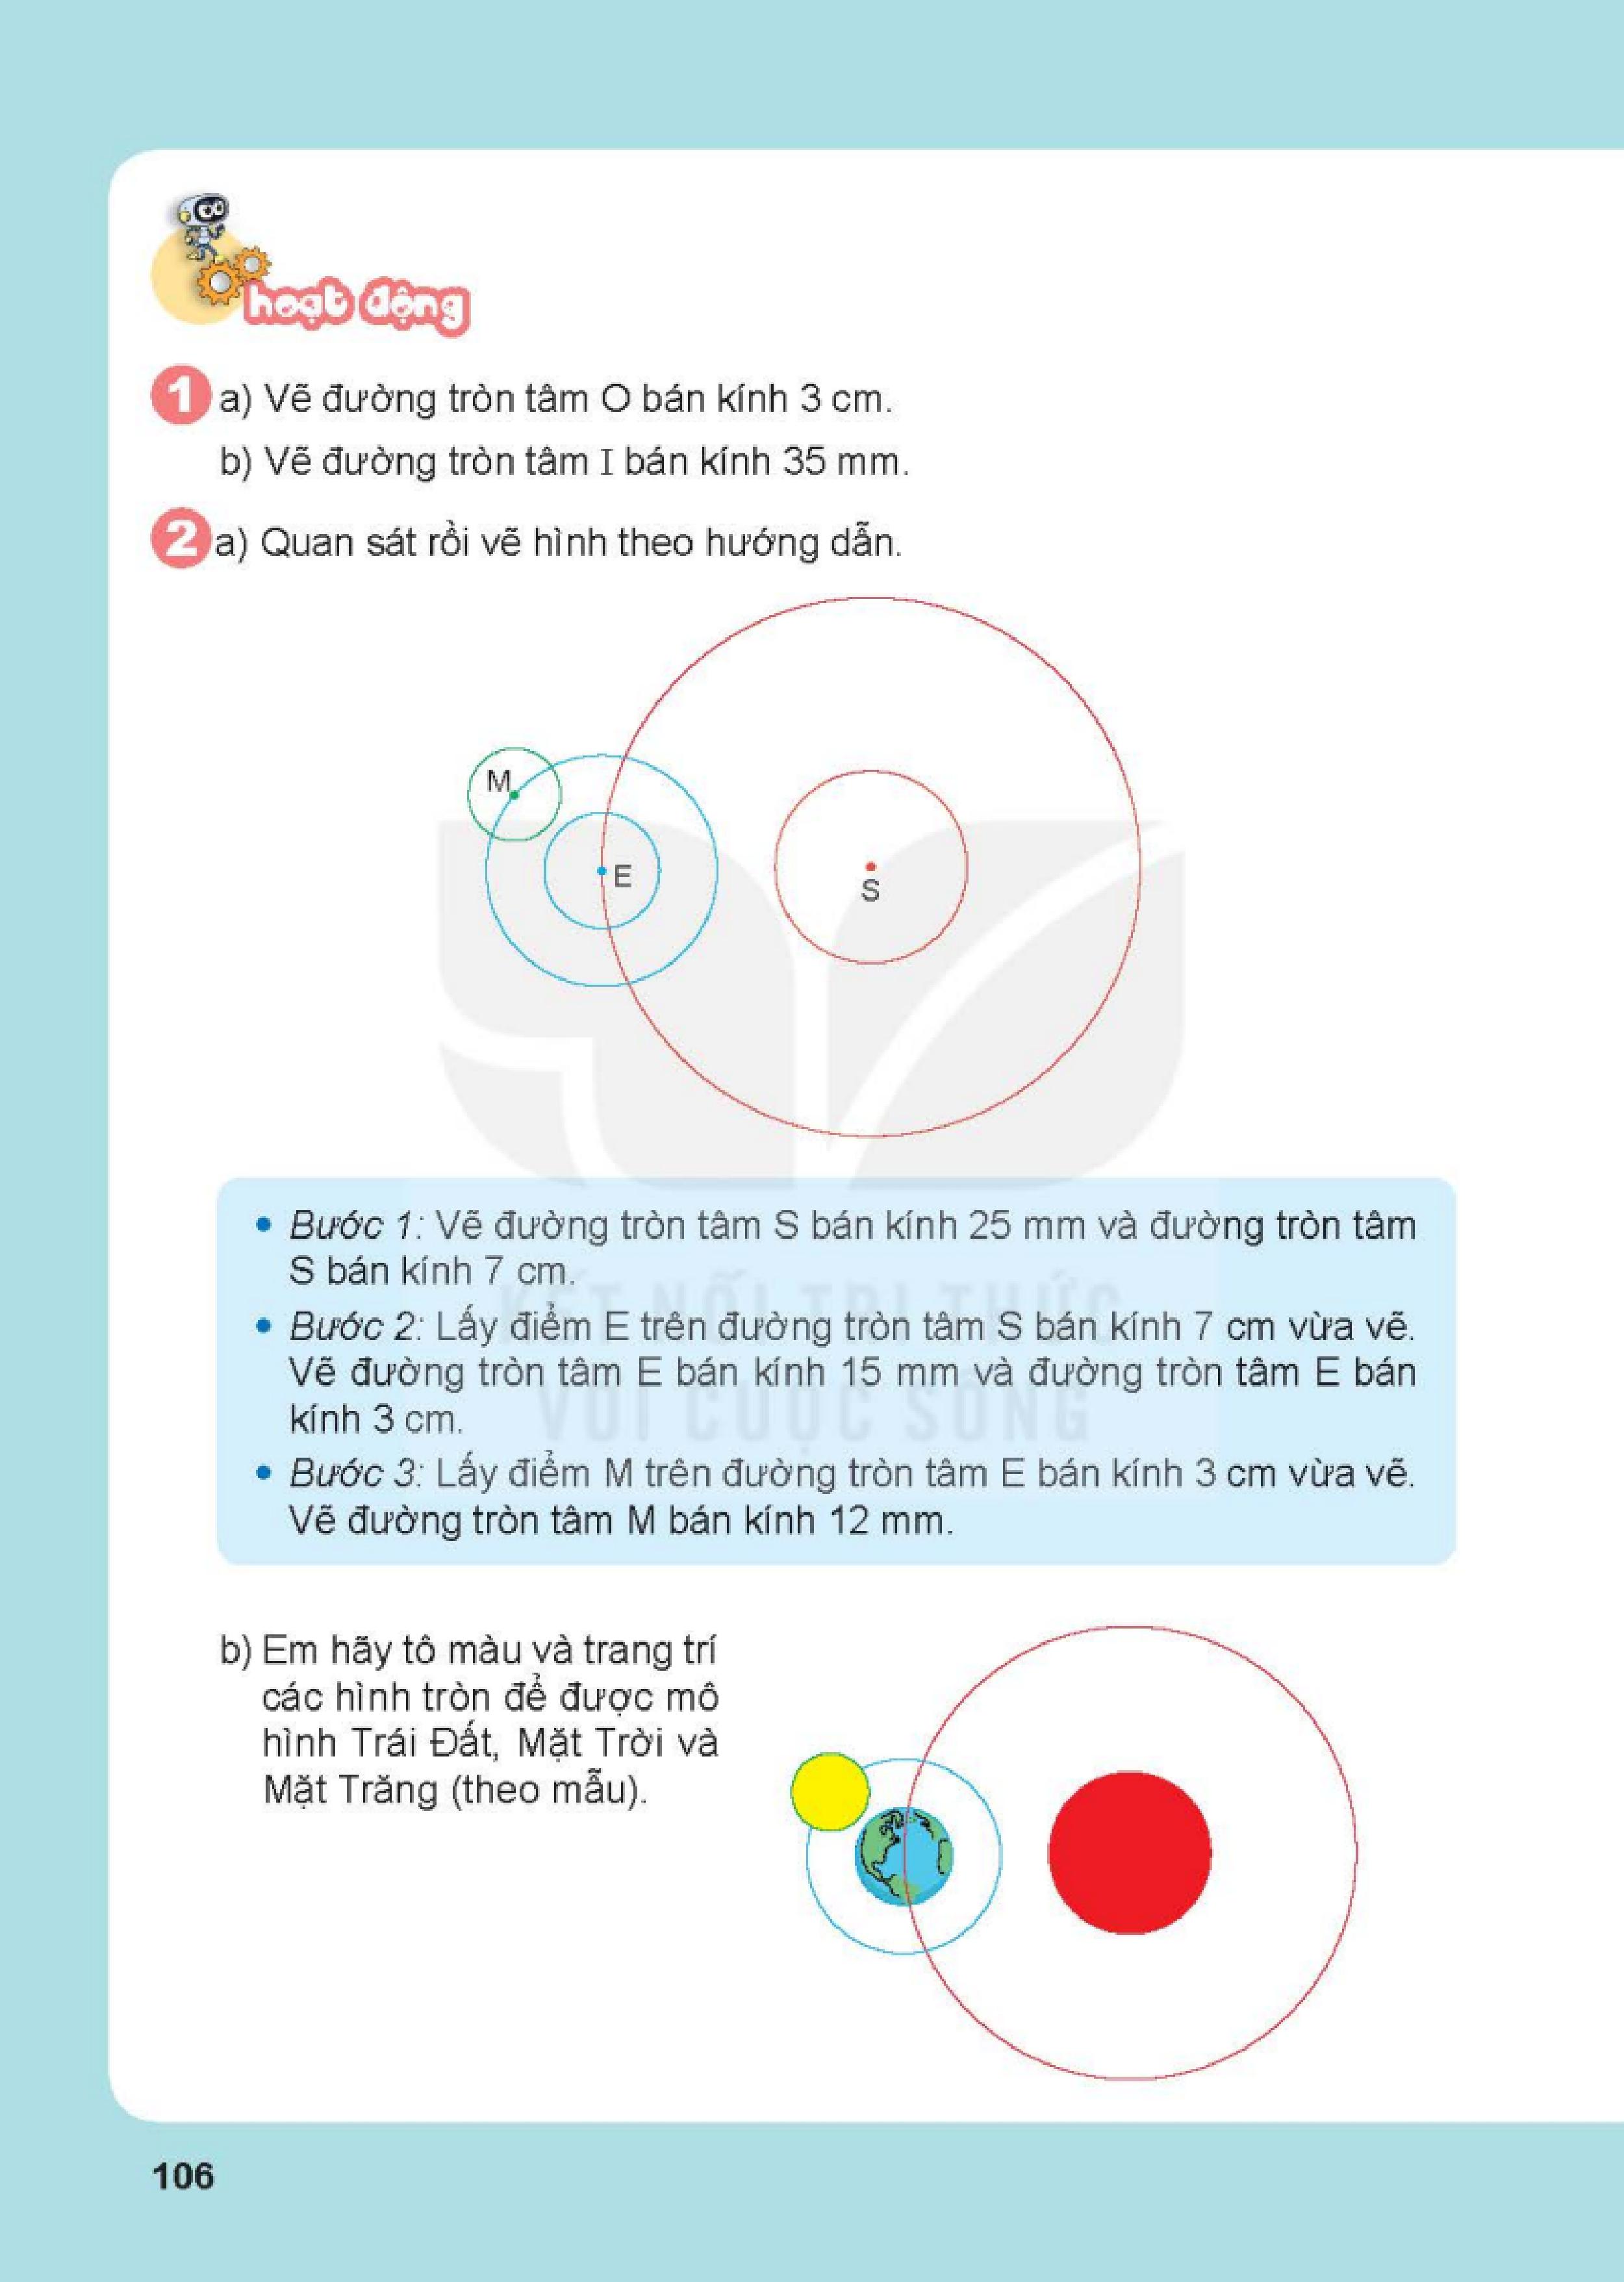 hoạt động
1 a) Vẽ đường tròn tâm O bán kính 3 cm.
b) Vẽ đường tròn tâm I bán kính 35 mm.
2 a) Quan sát rồi vẽ hình theo hướng dẫn.
M
E
S
• Bước 1: Vẽ đường tròn tâm S bán kính 25 mm và đường tròn tâm
S bán kính 7 cm.
• Bước 2: Lấy điểm E trên đường tròn tâm S bán kính 7 cm vừa vẽ.
Vẽ đường tròn tâm E bán kính 15 mm và đường tròn tâm E bán
kính 3 cm.
• Bước 3: Lấy điểm M trên đường tròn tâm E bán kính 3 cm vừa vẽ.
Vẽ đường tròn tâm M bán kính 12 mm.
KẾT NỐI TRI THỨC
VỚI CUỘC SỐNG
b) Em hãy tô màu và trang trí
các hình tròn để được mô
hình Trái Đất, Mặt Trời và
Mặt Trăng (theo mẫu).
106